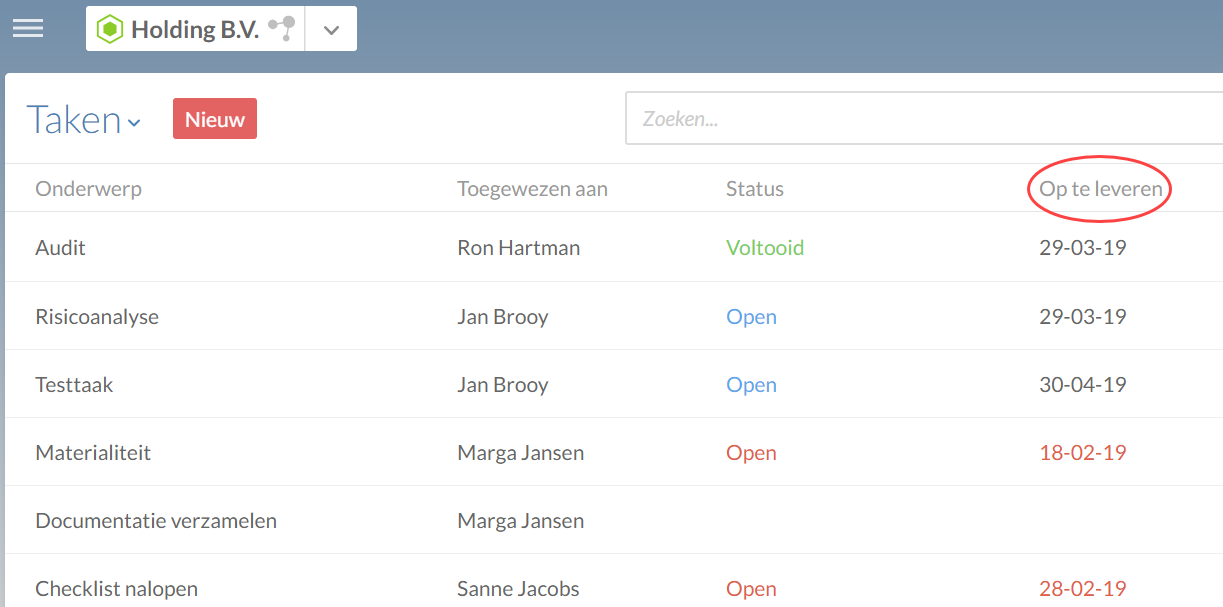 Holding B.V.
Taken
Nieuw
Zoeken...
Onderwerp Toegewezen aan Status Op te leveren
Audit Ron Hartman Voltooid 29-03-19
Risicoanalyse Jan Brooy Open 29-03-19
Testtaak Jan Brooy Open 30-04-19
Materialiteit Marga Jansen Open 18-02-19
Documentatie verzamelen Marga Jansen
Checklist nalopen Sanne Jacobs Open 28-02-19